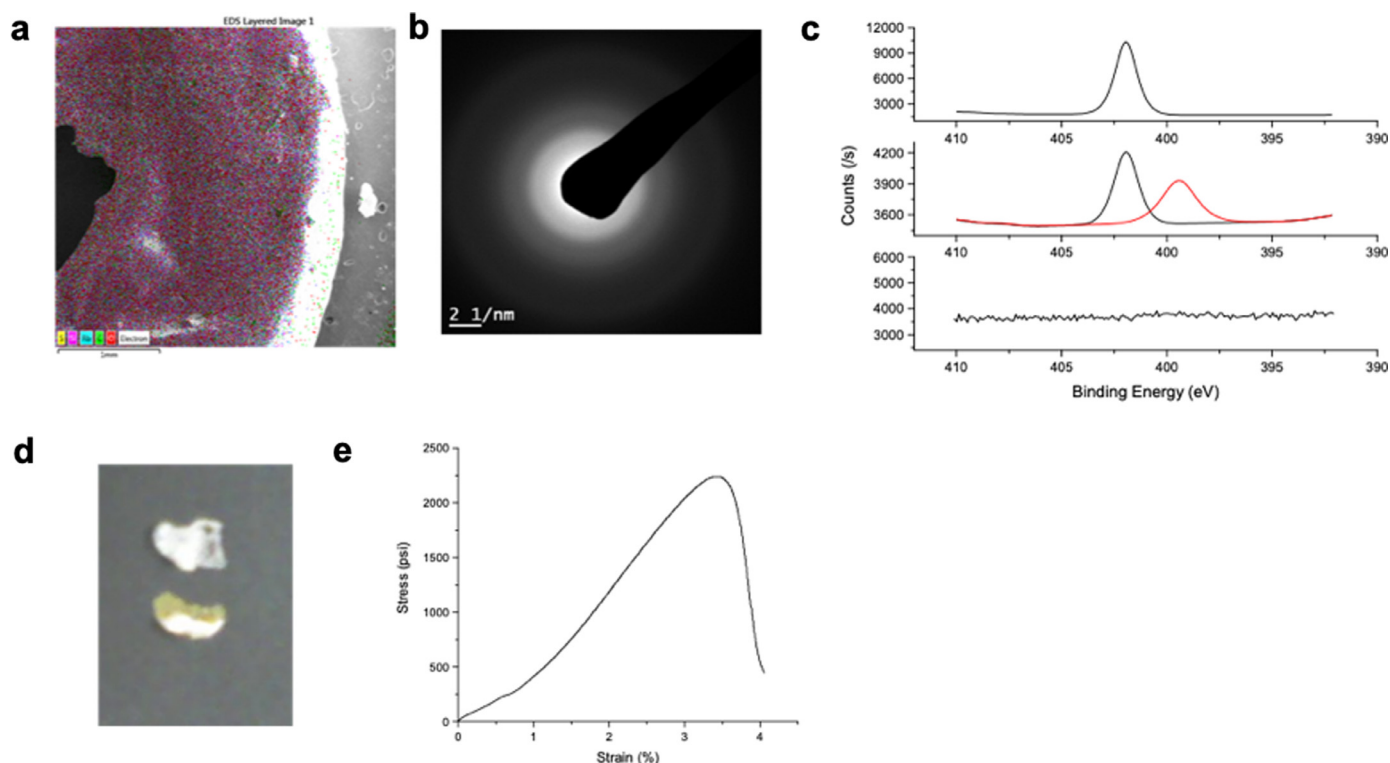 a
EDS Layered Image 1
Electron
1mm
b
2 1/nm
c
12000
9000
6000
3000
410 405 400 395 390
4200
3900
3600
410 405 400 395 390
6000
5000
4000
3000
410 405 400 395 390
Counts (/s)
Binding Energy (eV)
d
e
2500
2000
1500
1000
500
0
0 1 2 3 4
Stress (psi)
Strain (%)